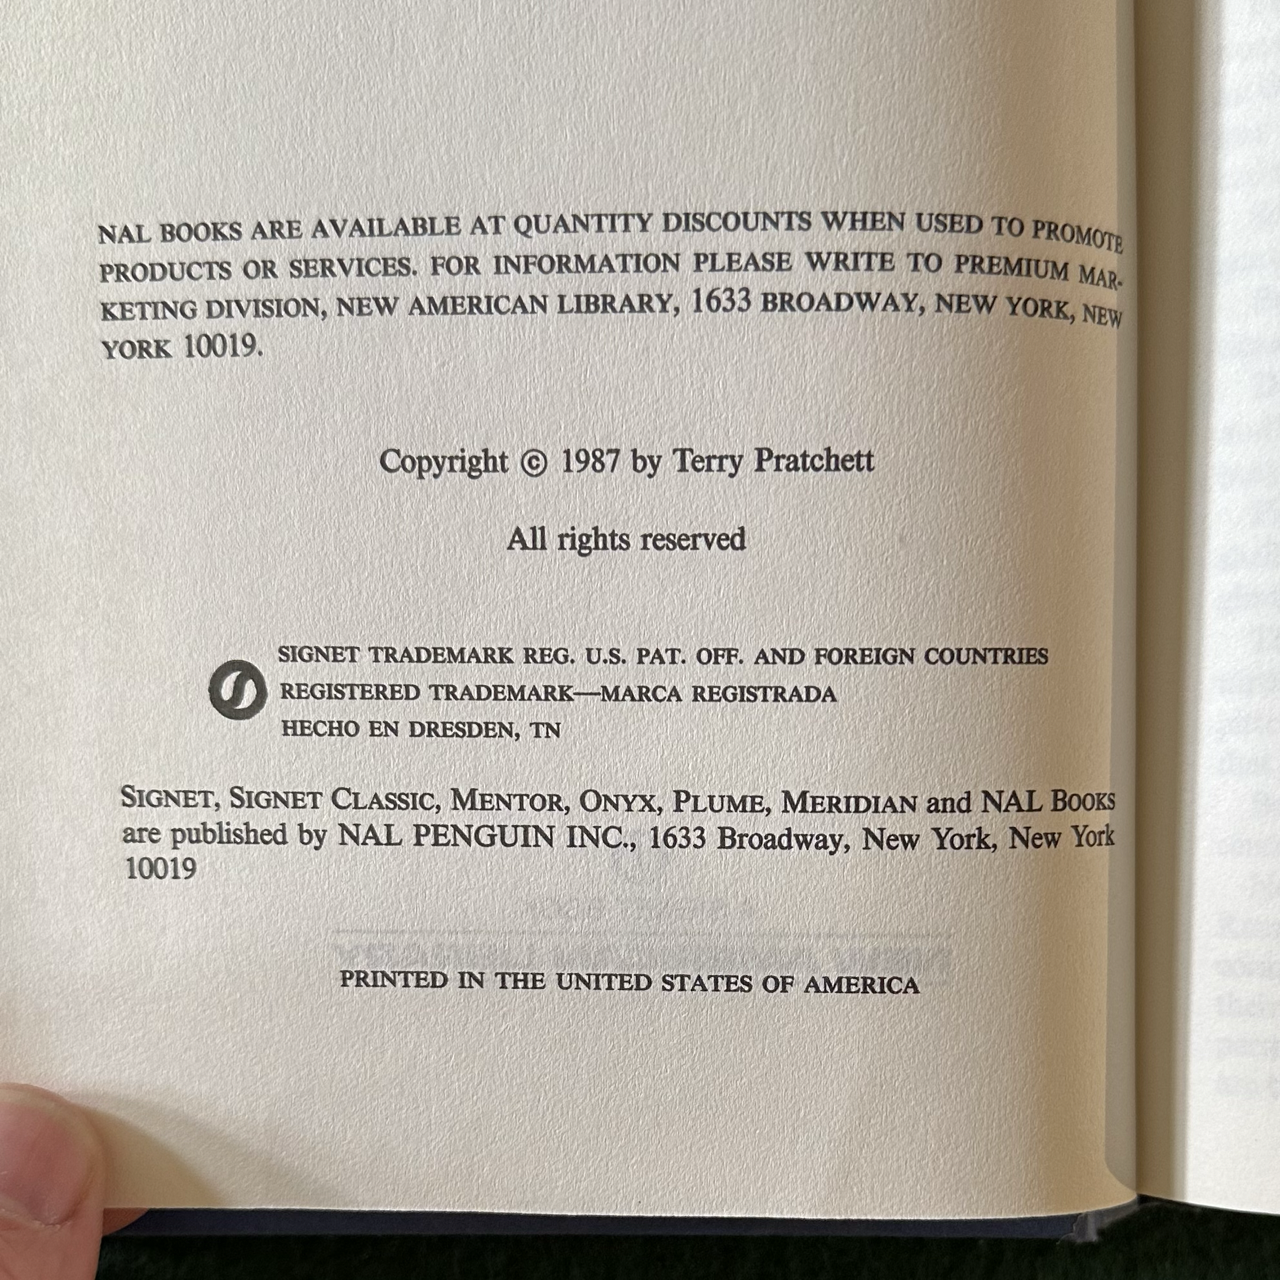 NAL BOOKS ARE AVAILABLE AT QUANTITY DISCOUNTS WHEN USED TO PROMOTE
PRODUCTS OR SERVICES. FOR INFORMATION PLEASE WRITE TO PREMIUM MAR-
KETING DIVISION, NEW AMERICAN LIBRARY, 1633 BROADWAY, NEW YORK, NEW
YORK 10019.
Copyright © 1987 by Terry Pratchett
All rights reserved
SIGNET TRADEMARK REG. U.S. PAT. OFF. AND FOREIGN COUNTRIES
REGISTERED TRADEMARK—MARCA REGISTRADA
HECHO EN DRESDEN, TN
SIGNET, SIGNET CLASSIC, MENTOR, ONYX, PLUME, MERIDIAN and NAL BOOKS
are published by NAL PENGUIN INC., 1633 Broadway, New York, New York
10019
PRINTED IN THE UNITED STATES OF AMERICA